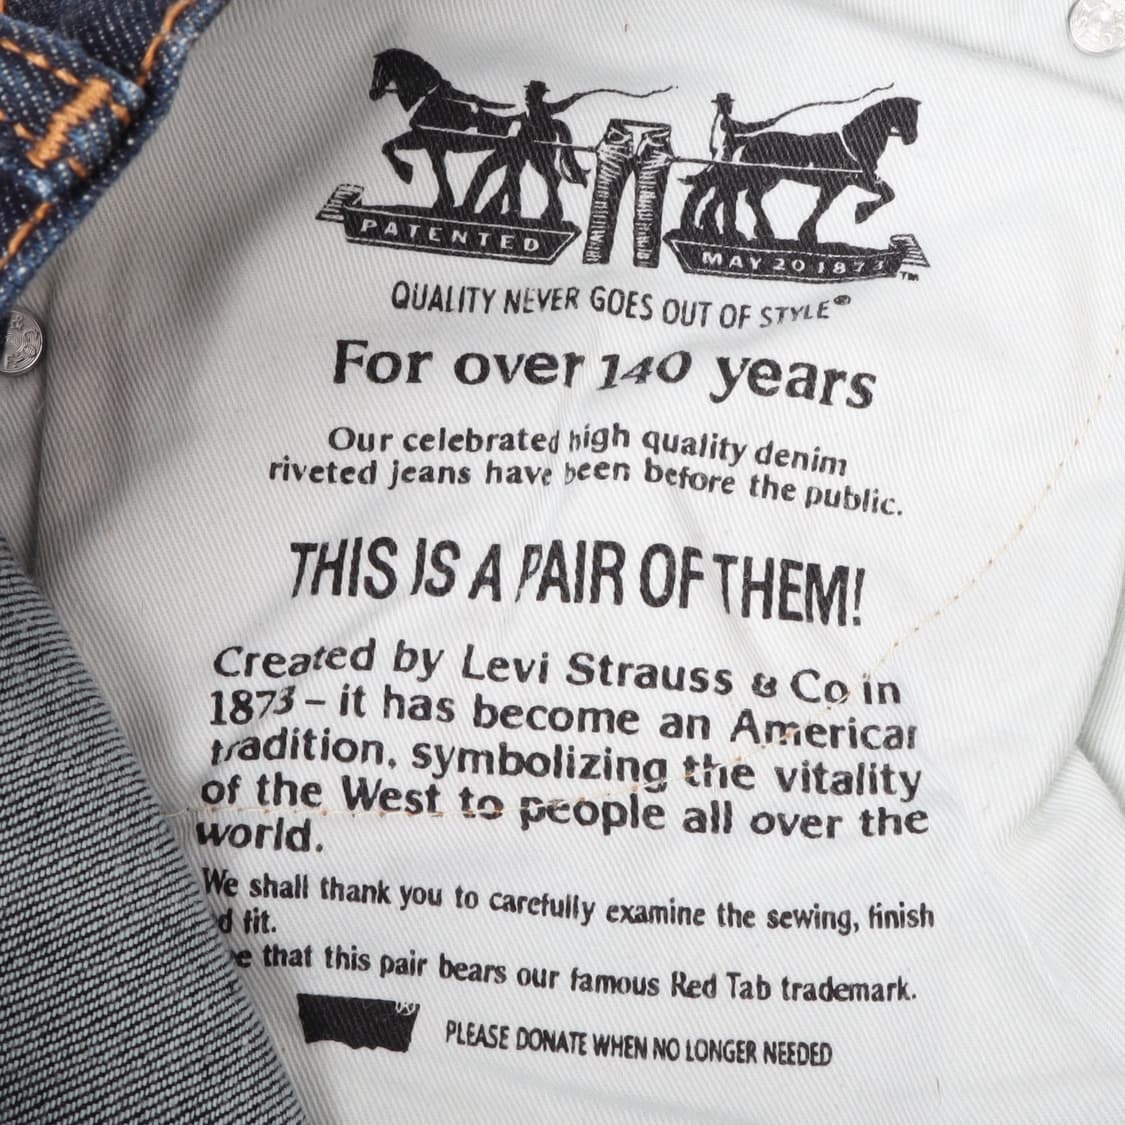 PATENTED
MAY 20 1873 ™
QUALITY NEVER GOES OUT OF STYLE®
For over 140 years
Our celebrated high quality denim
riveted jeans have been before the public.
THIS IS A PAIR OF THEM!
Created by Levi Strauss & Co in
1873 – it has become an American
tradition, symbolizing the vitality
of the West to people all over the
world.
We shall thank you to carefully examine the sewing, finish
d fit.
e that this pair bears our famous Red Tab trademark.
®
PLEASE DONATE WHEN NO LONGER NEEDED